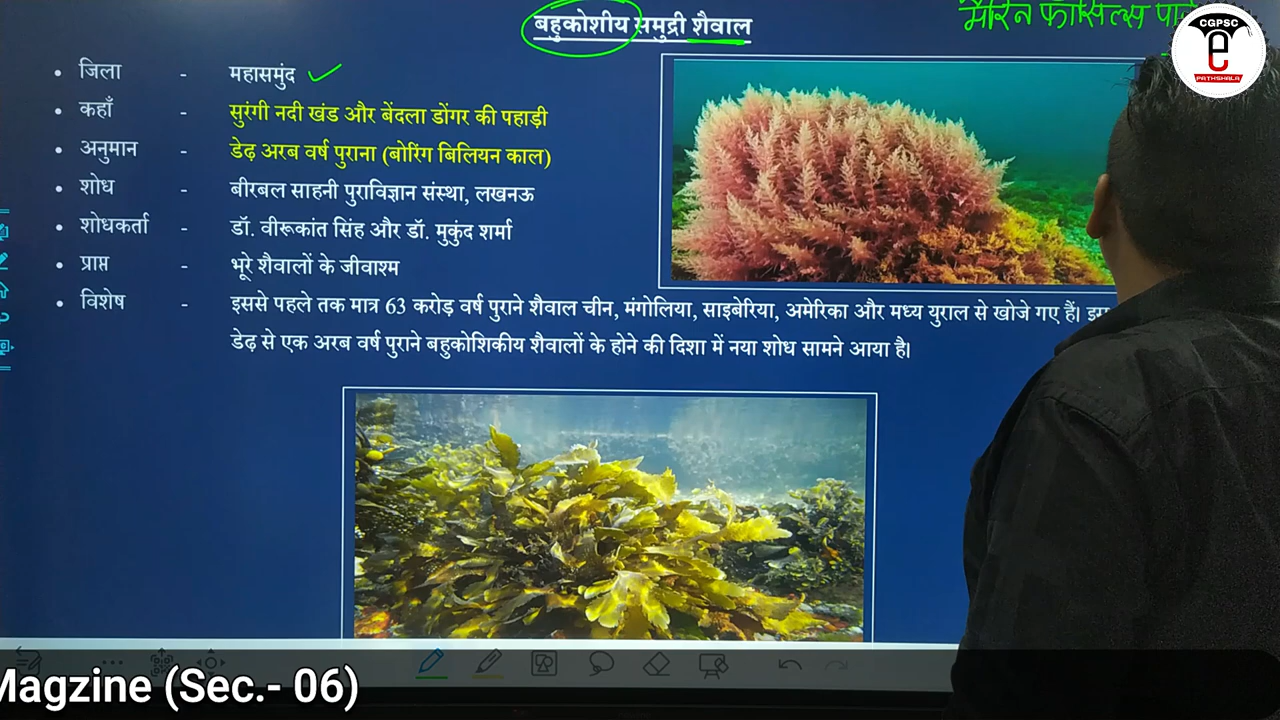 बहुकोशीय समुद्री शैवाल
मैरिन फॉसिल्स
CGPSC
e
PATHSHALA
• जिला - महासमुंद
• कहाँ - सुरंगी नदी खंड और बेंदला डोंगर की पहाड़ी
• अनुमान - डेढ़ अरब वर्ष पुराना (बोरिंग बिलियन काल)
• शोध - बीरबल साहनी पुराविज्ञान संस्था, लखनऊ
• शोधकर्ता - डॉ. वीरूकांत सिंह और डॉ. मुकुंद शर्मा
• प्राप्त - भूरे शैवालों के जीवाश्म
• विशेष - इससे पहले तक मात्र 63 करोड़ वर्ष पुराने शैवाल चीन, मंगोलिया, साइबेरिया, अमेरिका और मध्य युराल से खोजे गए हैं।
डेढ़ से एक अरब वर्ष पुराने बहुकोशिकीय शैवालों के होने की दिशा में नया शोध सामने आया है।
Magzine (Sec.- 06)